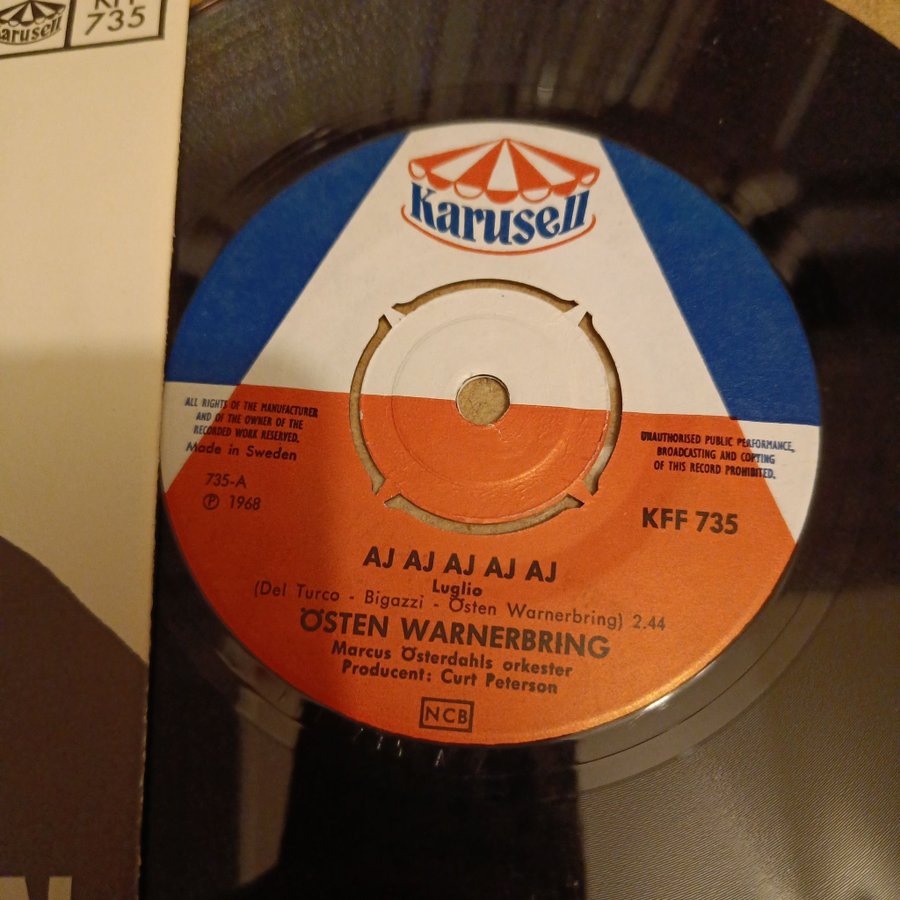 KFF
735
Karusell
Karusell
ALL RIGHTS OF THE MANUFACTURER
AND OF THE OWNER OF THE
RECORDED WORK RESERVED.
Made in Sweden
735-A
Ⓟ 1968
UNAUTHORISED PUBLIC PERFORMANCE,
BROADCASTING AND COPYING
OF THIS RECORD PROHIBITED.
KFF 735
AJ AJ AJ AJ AJ
Luglio
(Del Turco - Bigazzi - Östen Warnerbring) 2.44
ÖSTEN WARNERBRING
Marcus Österdahls orkester
Producent: Curt Peterson
NCB